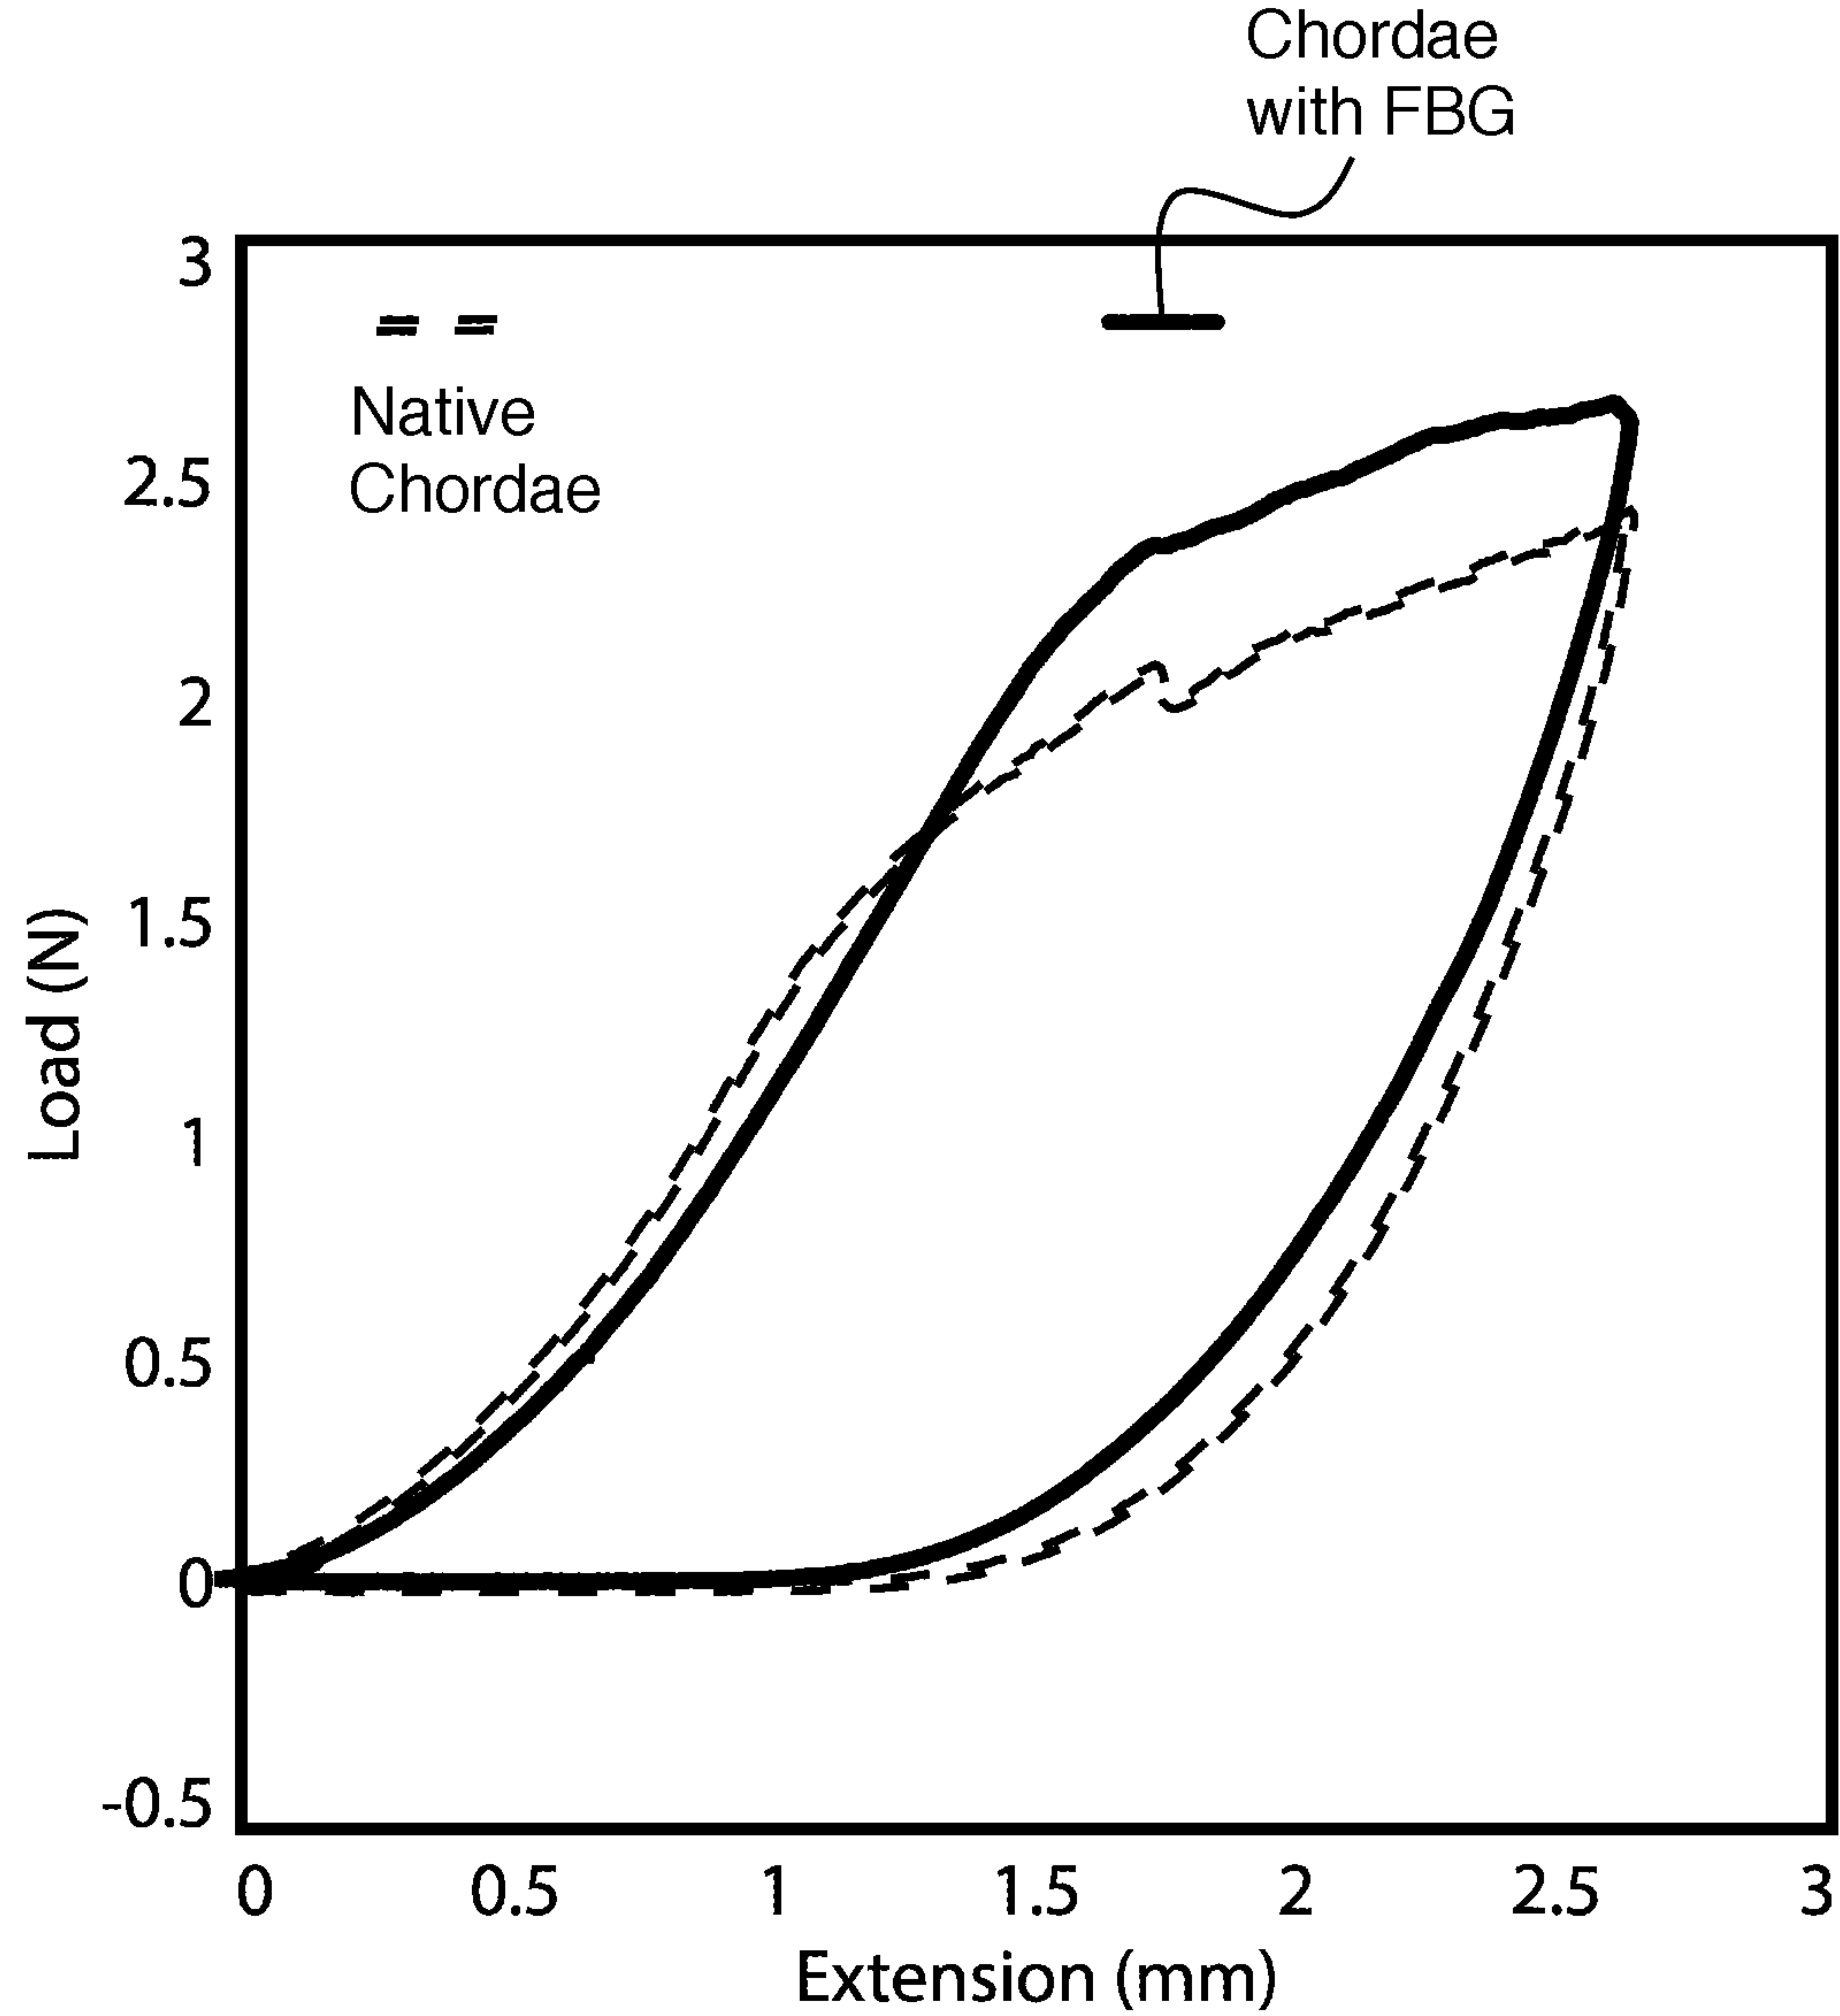 Chordae
with FBG
3
Native
Chordae
2.5
2
1.5
1
0.5
0
-0.5
Load (N)
0 0.5 1 1.5 2 2.5 3
Extension (mm)